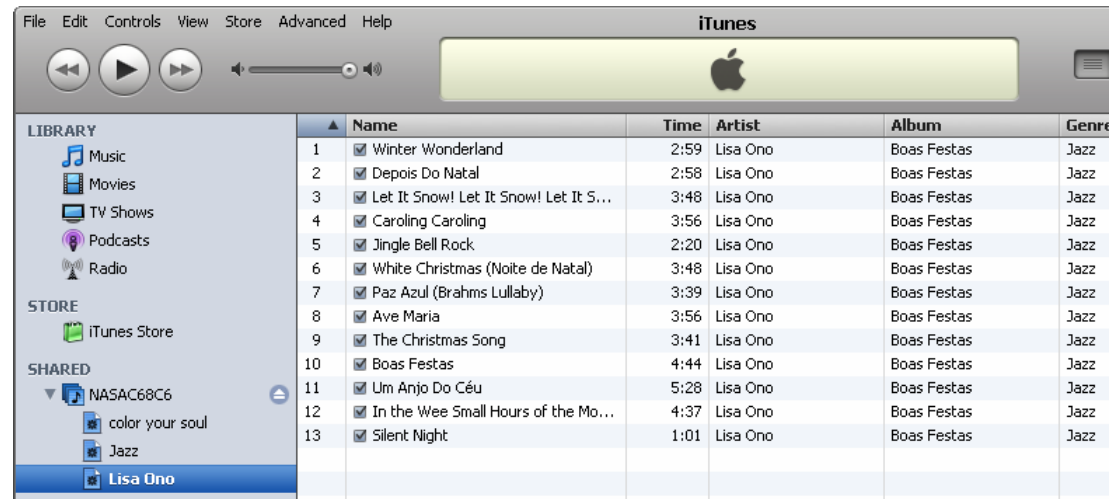 File Edit Controls View Store Advanced Help
iTunes
LIBRARY
Music
Movies
TV Shows
Podcasts
Radio
STORE
iTunes Store
SHARED
NASAC68C6
color your soul
Jazz
Lisa Ono
Name Time Artist Album Genre
1 Winter Wonderland 2:59 Lisa Ono Boas Festas Jazz
2 Depois Do Natal 2:58 Lisa Ono Boas Festas Jazz
3 Let It Snow! Let It Snow! Let It S... 3:48 Lisa Ono Boas Festas Jazz
4 Caroling Caroling 3:56 Lisa Ono Boas Festas Jazz
5 Jingle Bell Rock 2:20 Lisa Ono Boas Festas Jazz
6 White Christmas (Noite de Natal) 3:48 Lisa Ono Boas Festas Jazz
7 Paz Azul (Brahms Lullaby) 3:39 Lisa Ono Boas Festas Jazz
8 Ave Maria 3:56 Lisa Ono Boas Festas Jazz
9 The Christmas Song 3:41 Lisa Ono Boas Festas Jazz
10 Boas Festas 4:44 Lisa Ono Boas Festas Jazz
11 Um Anjo Do Céu 5:28 Lisa Ono Boas Festas Jazz
12 In the Wee Small Hours of the Mo... 4:37 Lisa Ono Boas Festas Jazz
13 Silent Night 1:01 Lisa Ono Boas Festas Jazz